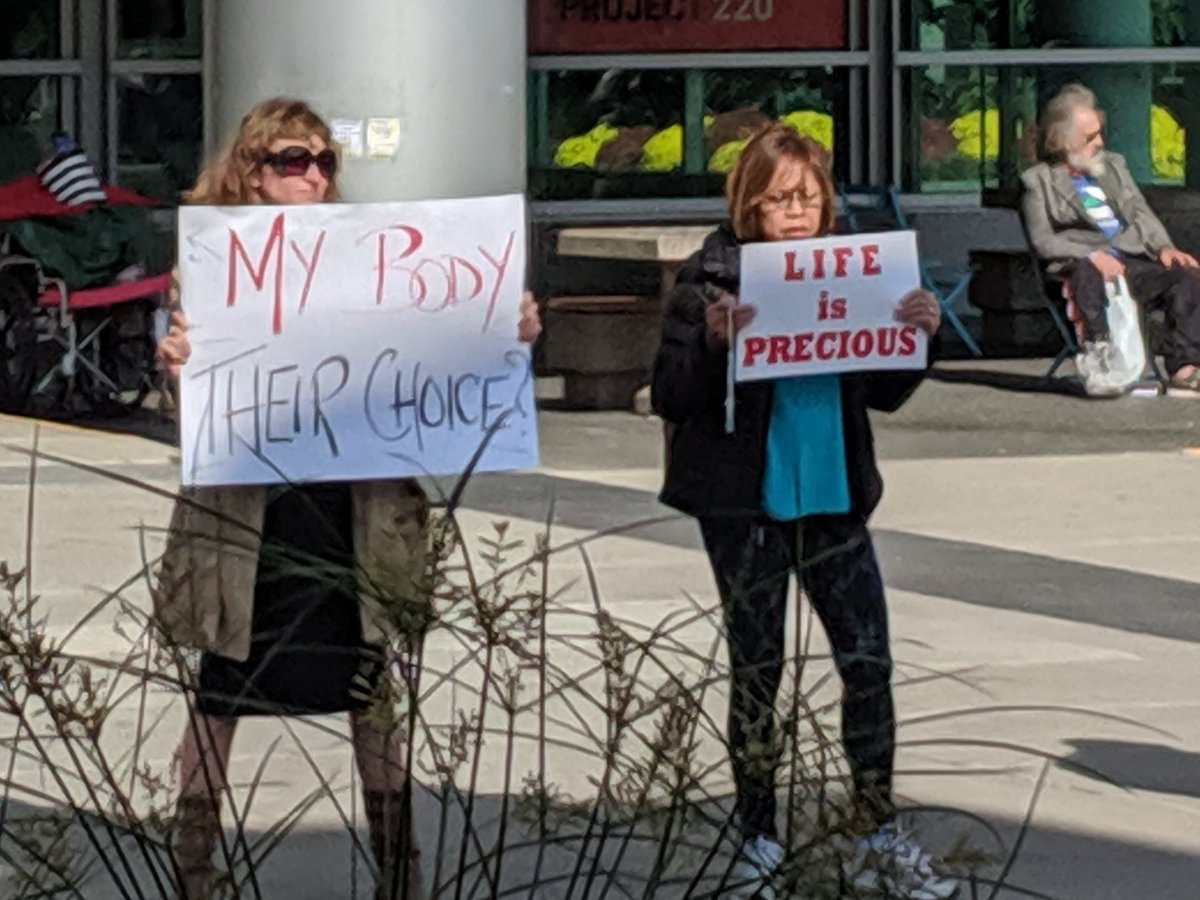 PROJECT 220
My BODY
THEIR CHOICE?
LIFE
is
PRECIOUS